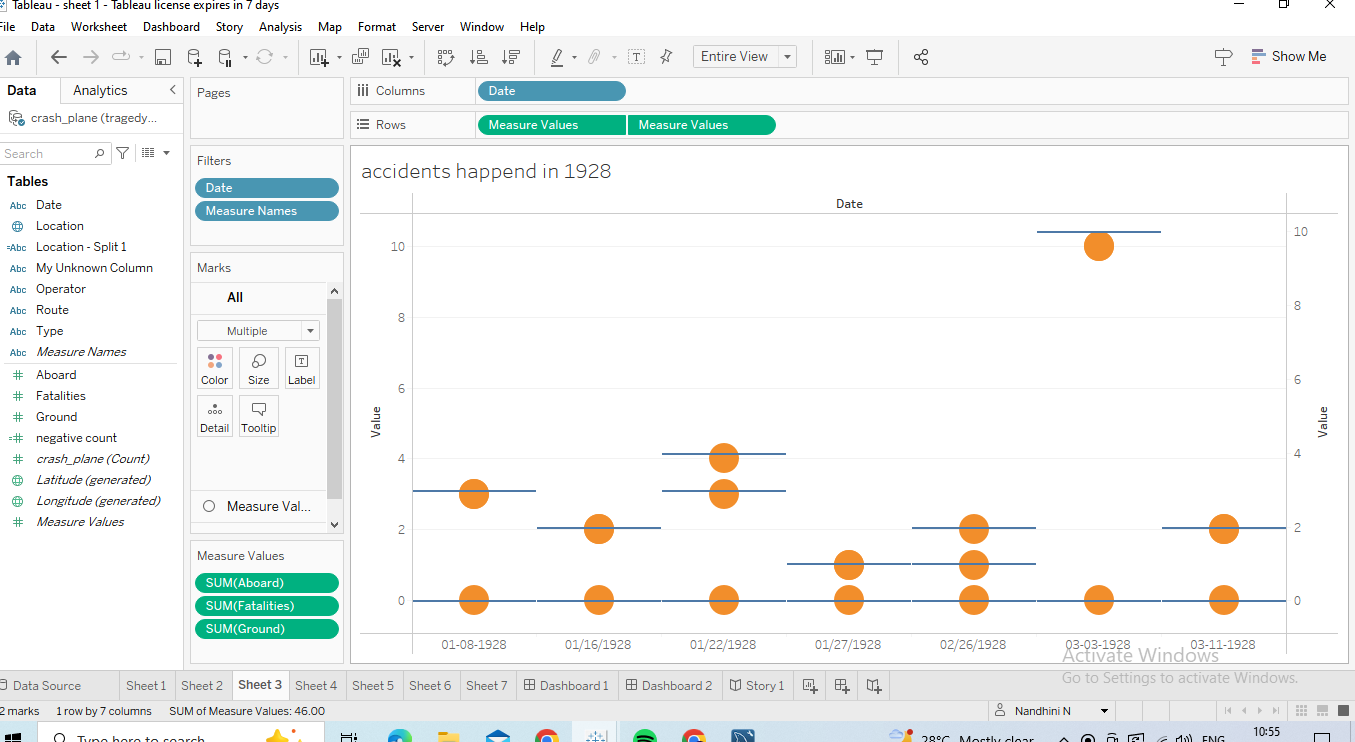 Tableau - sheet 1 - Tableau license expires in 7 days
File Data Worksheet Dashboard Story Analysis Map Format Server Window Help
Entire View
Show Me
Data Analytics
crash_plane (tragedy...
Search
Tables
Abc Date
Location
=Abc Location - Split 1
Abc My Unknown Column
Abc Operator
Abc Route
Abc Type
Abc Measure Names
# Aboard
# Fatalities
# Ground
=# negative count
# crash_plane (Count)
Latitude (generated)
Longitude (generated)
# Measure Values
Pages
Filters
Date
Measure Names
Marks
All
Multiple
Color Size Label
Detail Tooltip
Measure Val...
Measure Values
SUM(Aboard)
SUM(Fatalities)
SUM(Ground)
Columns Date
Rows Measure Values Measure Values
accidents happend in 1928
Date
10 10
8 8
6 6
Value Value
4 4
2 2
0 0
01-08-1928 01/16/1928 01/22/1928 01/27/1928 02/26/1928 03-03-1928 03-11-1928
Activate Windows
Go to Settings to activate Windows.
Data Source Sheet 1 Sheet 2 Sheet 3 Sheet 4 Sheet 5 Sheet 6 Sheet 7 Dashboard 1 Dashboard 2 Story 1
2 marks 1 row by 7 columns SUM of Measure Values: 46.00 Nandhini N
Type here to search 28°C Mostly clear ENG 10:55